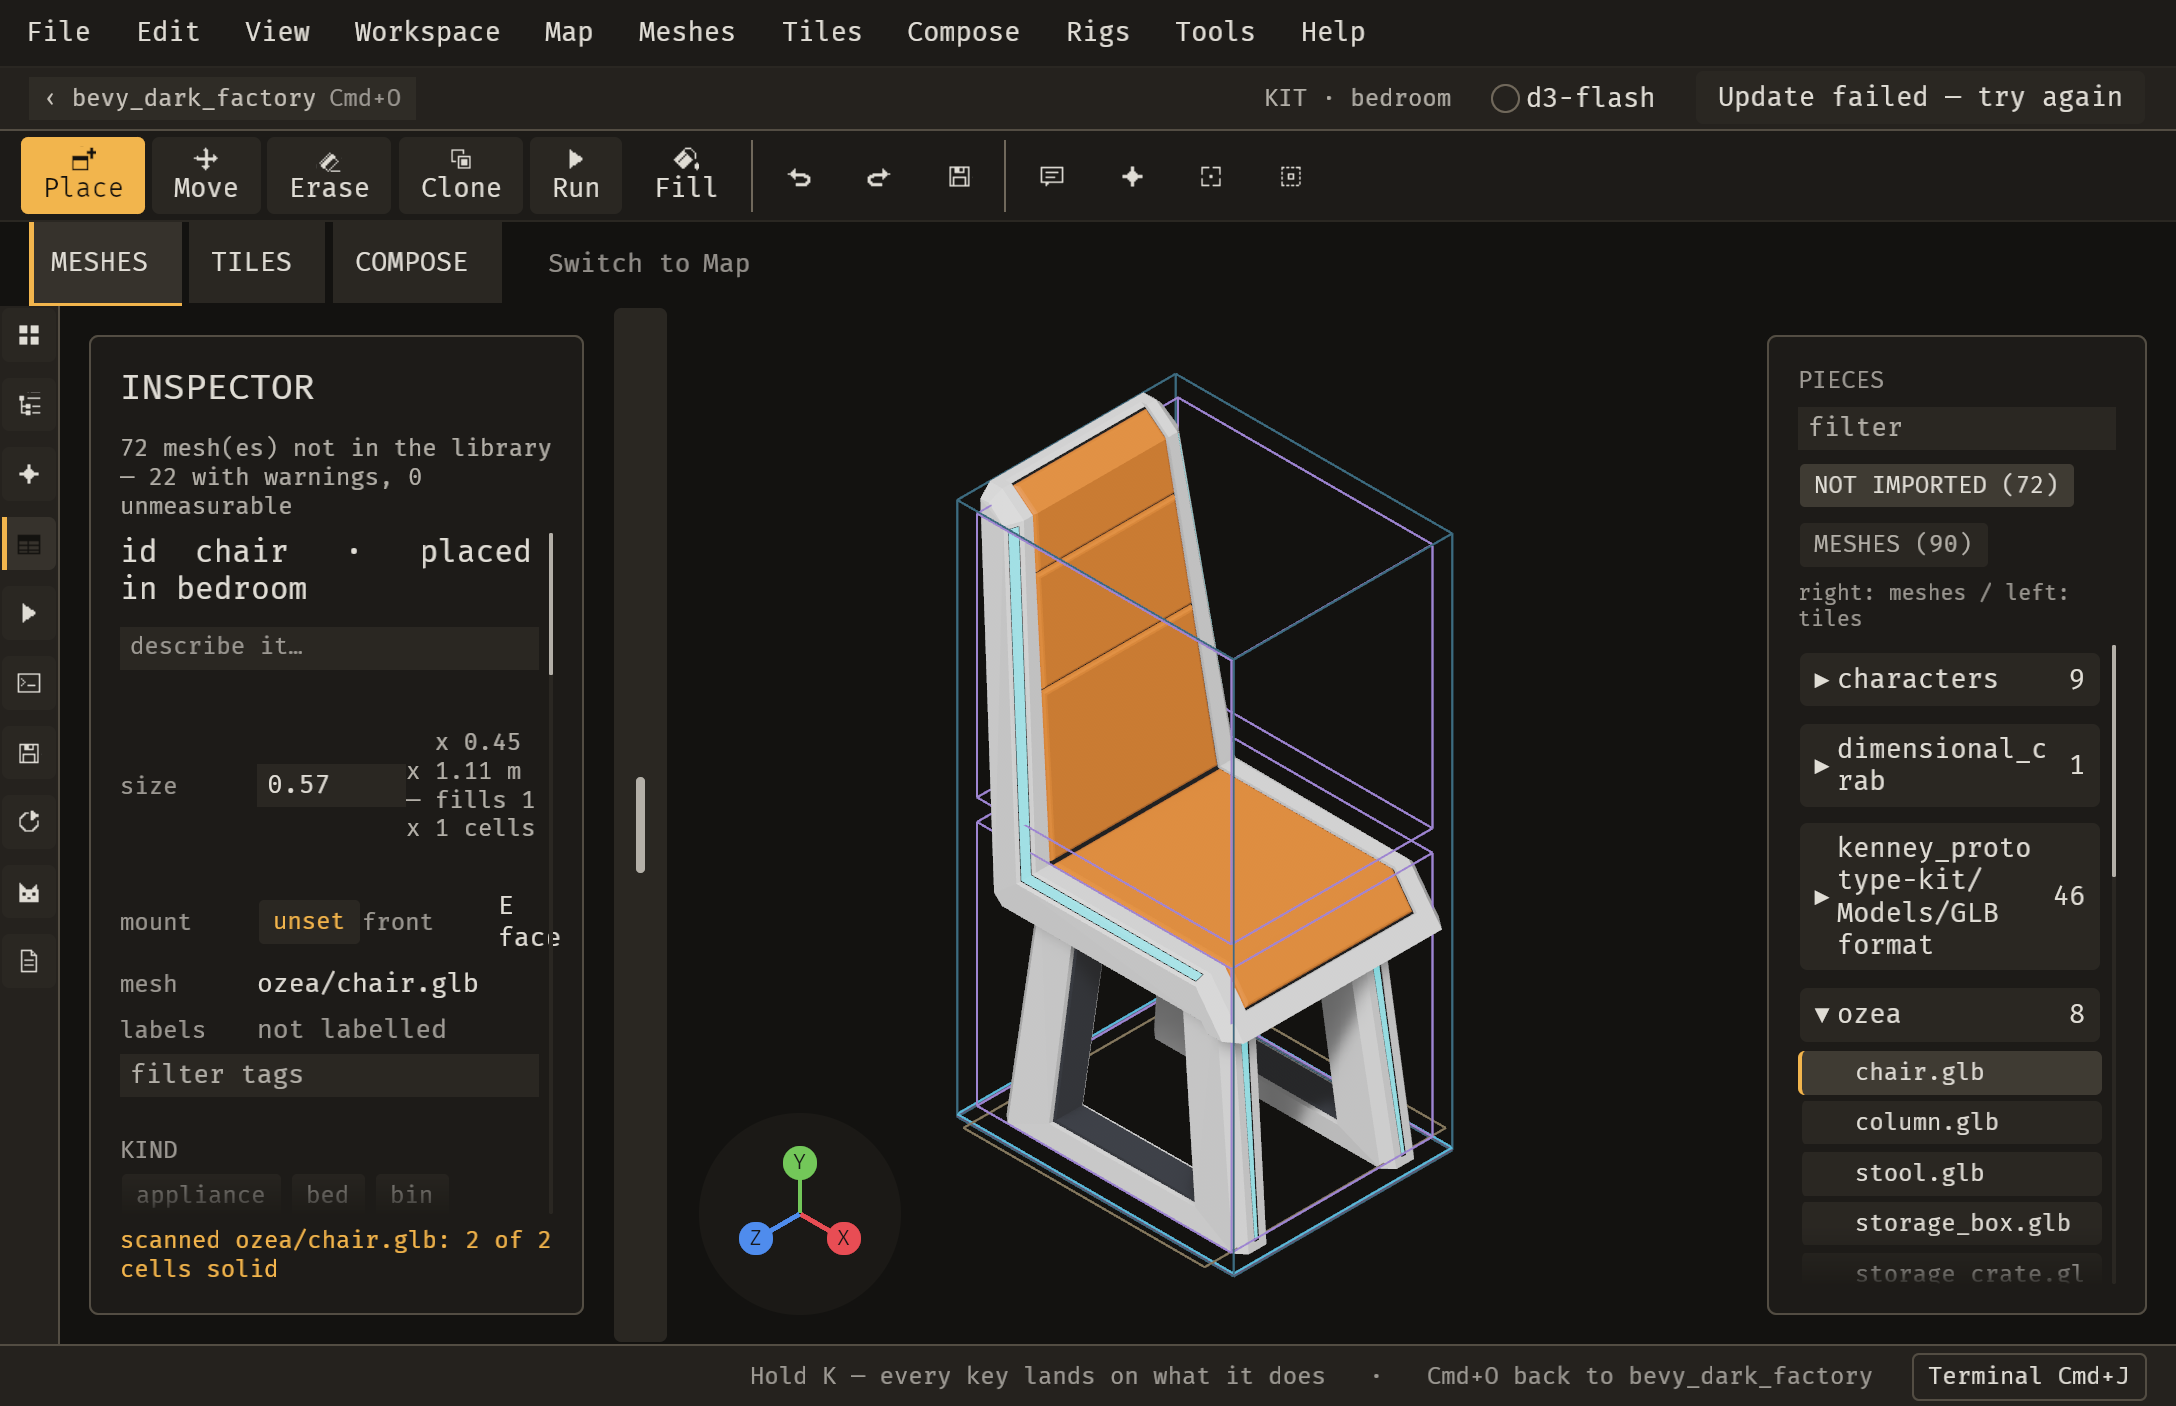 File Edit View Workspace Map Meshes Tiles Compose Rigs Tools Help
‹ bevy_dark_factory Cmd+O
KIT · bedroom d3-flash Update failed — try again
Place Move Erase Clone Run Fill
MESHES TILES COMPOSE Switch to Map
INSPECTOR
72 mesh(es) not in the library
— 22 with warnings, 0
unmeasurable
id chair · placed
in bedroom
describe it…
size 0.57
x 0.45
x 1.11 m
— fills 1
x 1 cells
mount unset front
E
face
mesh ozea/chair.glb
labels not labelled
filter tags
KIND
appliance bed bin
scanned ozea/chair.glb: 2 of 2
cells solid
Y
Z
X
PIECES
filter
NOT IMPORTED (72)
MESHES (90)
right: meshes / left:
tiles
▶ characters 9
▶ dimensional_c
rab 1
▶ kenney_proto
type-kit/
Models/GLB
format 46
▼ ozea 8
chair.glb
column.glb
stool.glb
storage_box.glb
storage_crate.gl
Hold K — every key lands on what it does · Cmd+O back to bevy_dark_factory Terminal Cmd+J